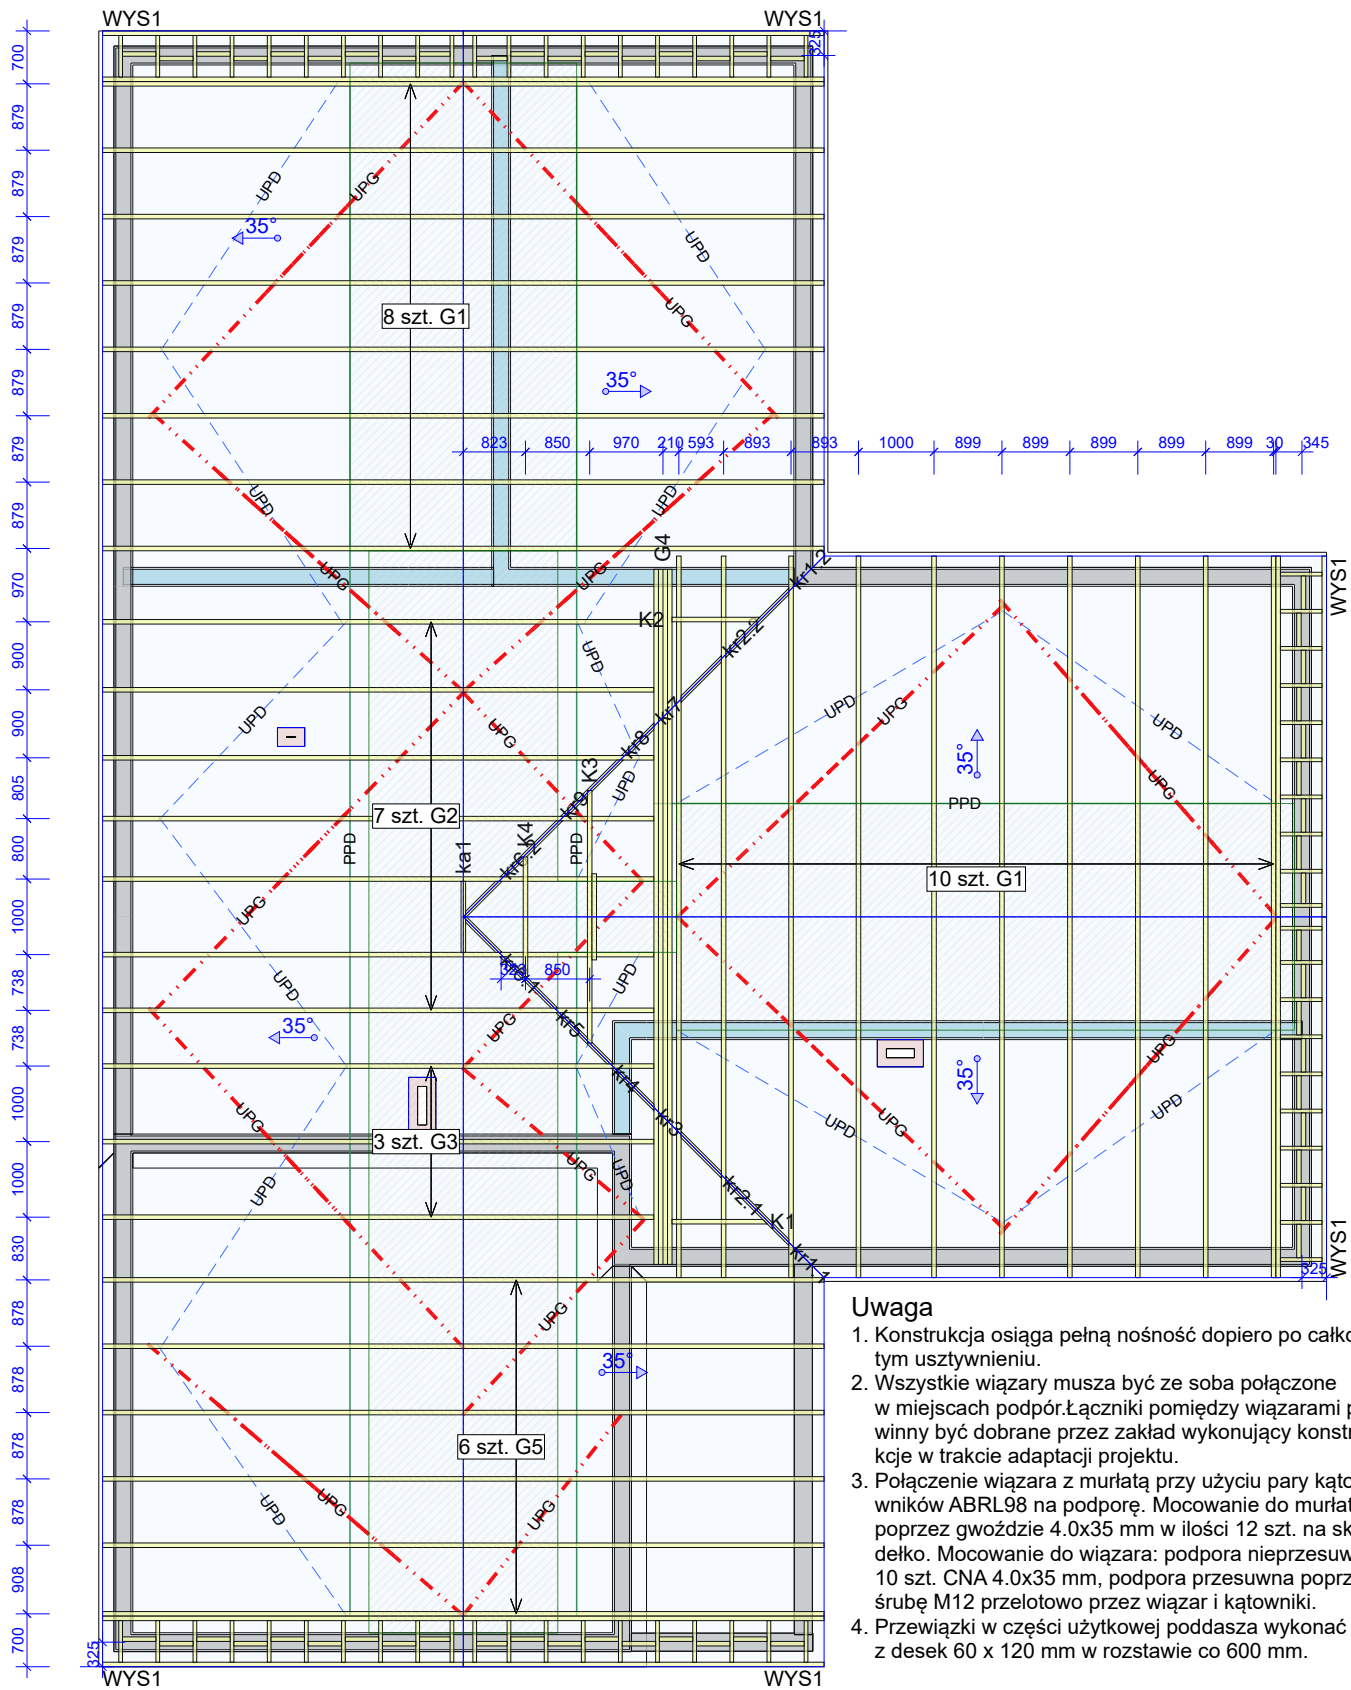 WYS1
WYS1
325
700
879
879
879
879
879
879
879
970
900
900
805
800
1000
738
738
1000
1000
830
878
878
878
878
908
700
UPD
UPG
35°
UPD
8 szt. G1
UPG
35°
823
850
970
210
593
893
893
1000
899
899
899
899
899
30
345
UPD
UPD
G4
UPG
UPG
kr1.2
WYS1
K2
kr2.2
UPD
UPD
UPG
kr7
UPD
UPG
UPD
kr8
35°
K3
UPD
UPG
kr9
PPD
7 szt. G2
K4
PPD
PPD
ka1
kr6.2
10 szt. G1
UPG
323
850
kr6.1
UPD
UPD
35°
kr5
UPG
UPG
35°
kr4
UPG
kr3
UPD
UPG
UPD
3 szt. G3
UPG
UPD
UPD
kr2.1
K1
kr1.1
WYS1
325
UPG
35°
6 szt. G5
UPG
UPG
UPD
325
WYS1
WYS1
Uwaga
1. Konstrukcja osiąga pełną nośność dopiero po całko
tym usztywnieniu.
2. Wszystkie wiązary musza być ze soba połączone
w miejscach podpór.Łączniki pomiędzy wiązarami p
winny być dobrane przez zakład wykonujący konstr
kcje w trakcie adaptacji projektu.
3. Połączenie wiązara z murłatą przy użyciu pary kąto
wników ABRL98 na podporę. Mocowanie do murłat
poprzez gwoździe 4.0x35 mm w ilości 12 szt. na sk
dełko. Mocowanie do wiązara: podpora nieprzesuw
10 szt. CNA 4.0x35 mm, podpora przesuwna poprz
śrubę M12 przelotowo przez wiązar i kątowniki.
4. Przewiązki w części użytkowej poddasza wykonać
z desek 60 x 120 mm w rozstawie co 600 mm.